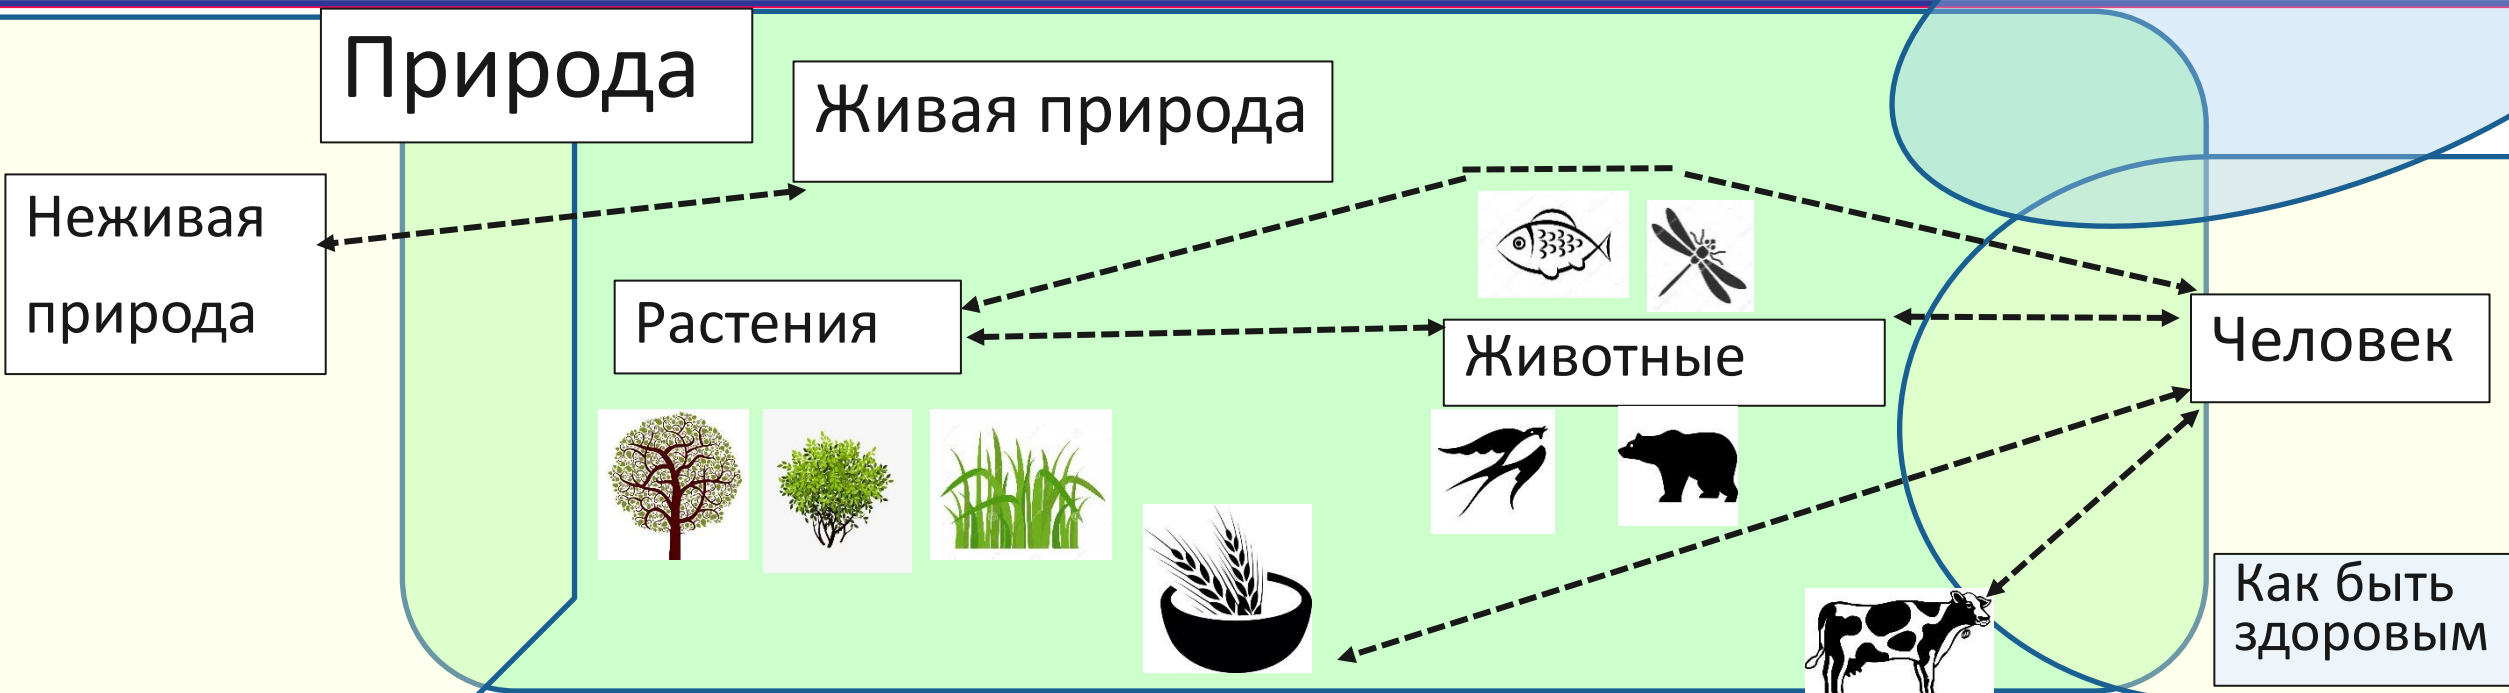 Природа
Живая природа
Неживая
природа
Растения
Животные
Человек
Как быть
здоровым